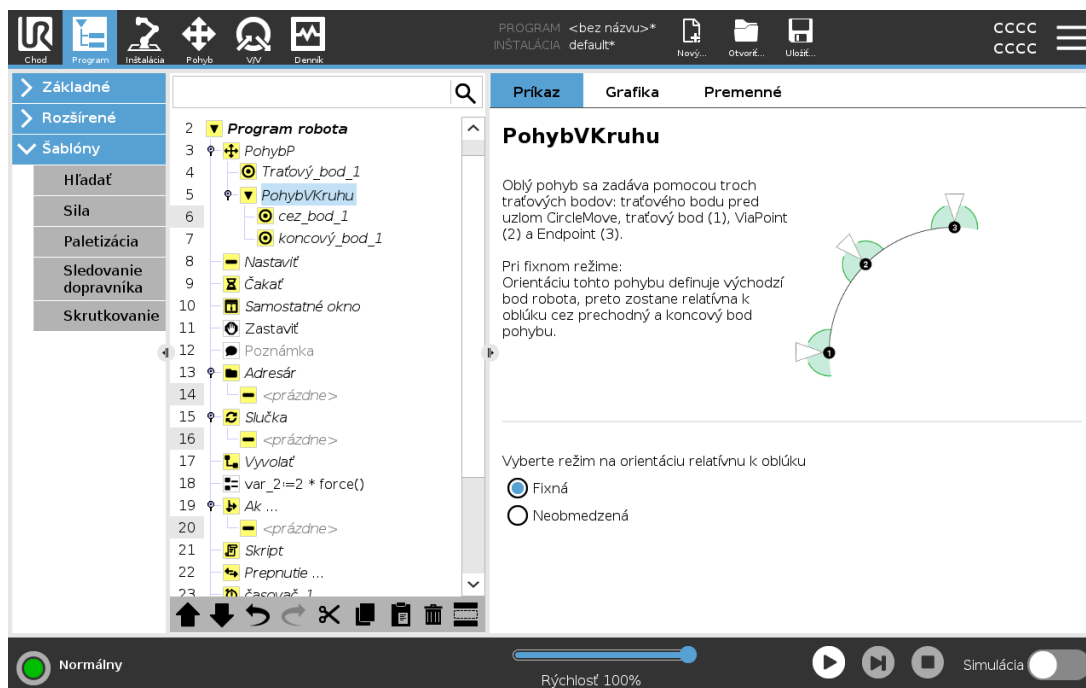 PROGRAM <bez názvu>*
INŠTALÁCIA default*
CCCC
CCCC
Chod
Program
Inštalácia
Pohyb
V/V
Denník
Nový...
Otvoriť...
Uložiť...
Základné
Rozšírené
Šablóny
Hľadať
Sila
Paletizácia
Sledovanie
dopravníka
Skrutkovanie
2 Program robota
3 PohybP
4 Traťový_bod_1
5 PohybVKruhu
6 cez_bod_1
7 koncový_bod_1
8 Nastaviť
9 Čakať
10 Samostatné okno
11 Zastaviť
12 Poznámka
13 Adresár
14 <prázdne>
15 Slučka
16 <prázdne>
17 Vyvolať
18 var_2:=2 * force()
19 Ak ...
20 <prázdne>
21 Skript
22 Prepnutie ...
23 časovač_1
Príkaz
Grafika
Premenné
PohybVKruhu
Oblý pohyb sa zadáva pomocou troch
traťových bodov: traťového bodu pred
uzlom CircleMove, traťový bod (1), ViaPoint
(2) a Endpoint (3).
Pri fixnom režime:
Orientáciu tohto pohybu definuje východzí
bod robota, preto zostane relatívna k
oblúku cez prechodný a koncový bod
pohybu.
3
2
1
Vyberte režim na orientáciu relatívnu k oblúku
Fixná
Neobmedzená
Normálny
Rýchlosť 100%
Simulácia